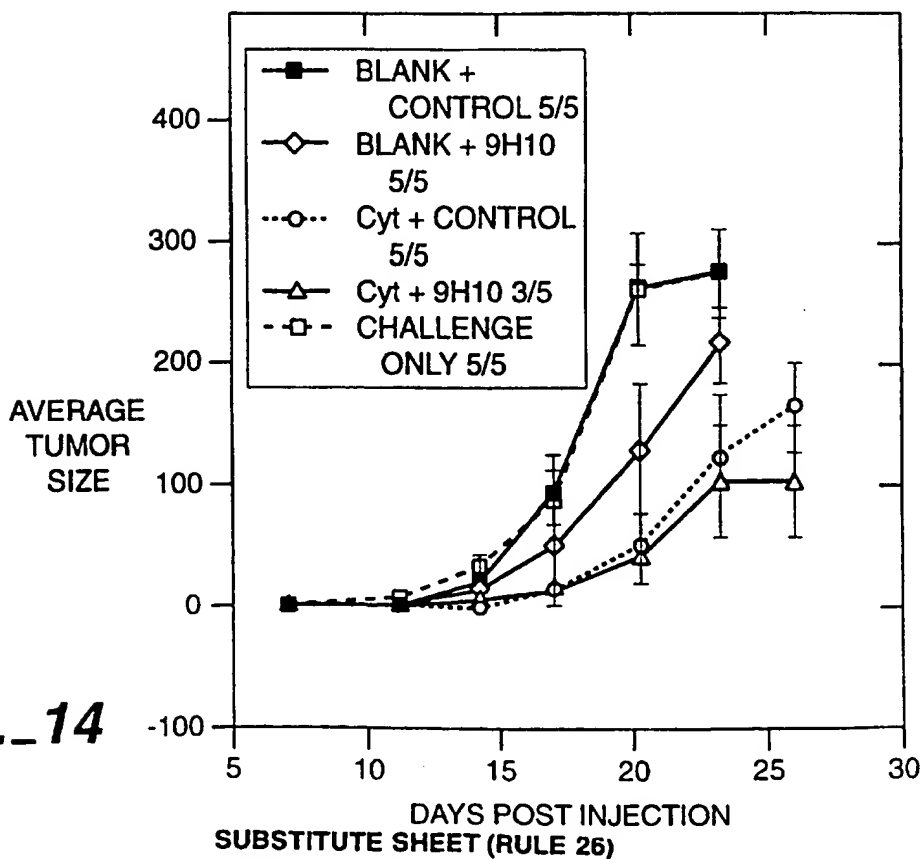 BLANK +
CONTROL 5/5
BLANK + 9H10
5/5
Cyt + CONTROL
5/5
Cyt + 9H10 3/5
CHALLENGE
ONLY 5/5
400
300
200
100
0
-100
AVERAGE
TUMOR
SIZE
5 10 15 20 25 30
DAYS POST INJECTION
._14
SUBSTITUTE SHEET (RULE 26)